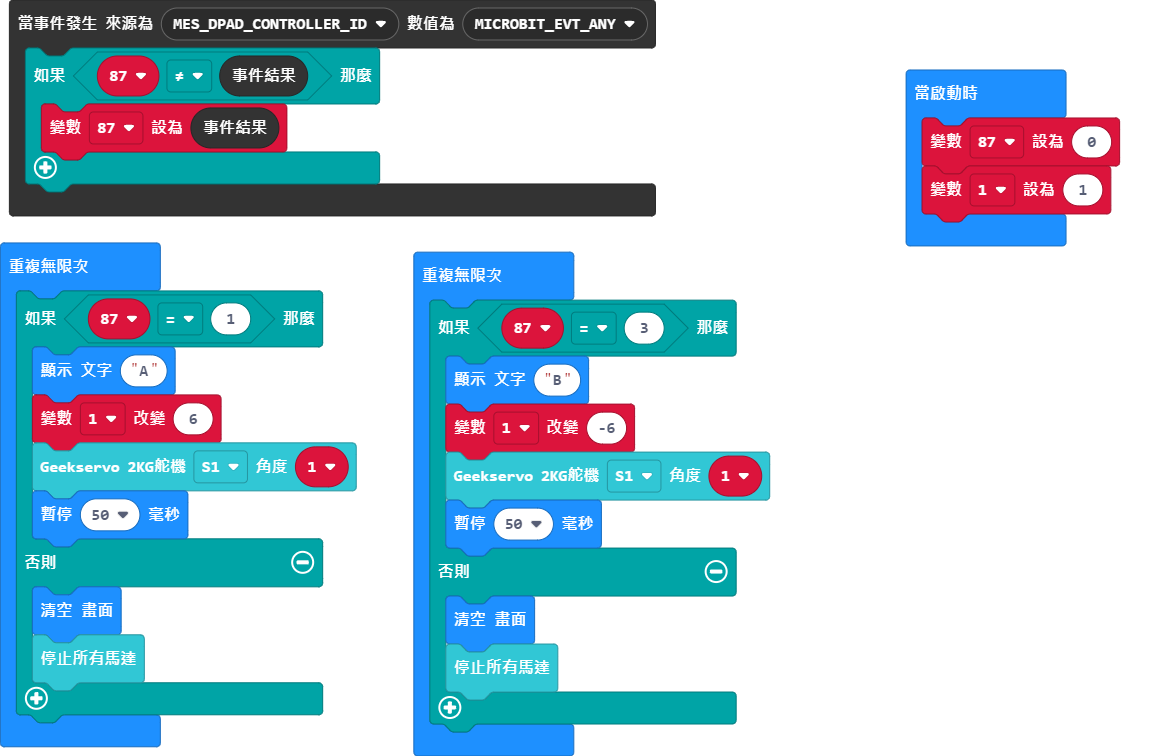 當事件發生 來源為 MES_DPAD_CONTROLLER_ID 數值為 MICROBIT_EVT_ANY
如果 87 ≠ 事件結果 那麼
變數 87 設為 事件結果
當啟動時
變數 87 設為 0
變數 1 設為 1
重複無限次
如果 87 = 1 那麼
顯示 文字 "A"
變數 1 改變 6
Geekservo 2KG舵機 S1 角度 1
暫停 50 毫秒
否則
清空 畫面
停止所有馬達
重複無限次
如果 87 = 3 那麼
顯示 文字 "B"
變數 1 改變 -6
Geekservo 2KG舵機 S1 角度 1
暫停 50 毫秒
否則
清空 畫面
停止所有馬達